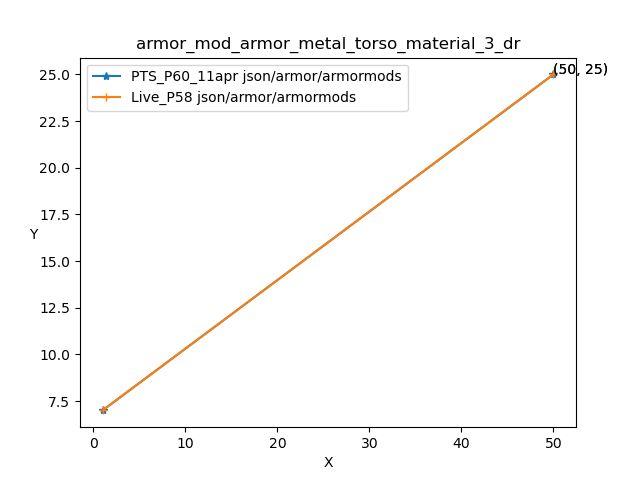 armor_mod_armor_metal_torso_material_3_dr
PTS_P60_11apr json/armor/armormods
Live_P58 json/armor/armormods
(50, 25)
25.0
22.5
20.0
17.5
15.0
12.5
10.0
7.5
Y
0 10 20 30 40 50
X